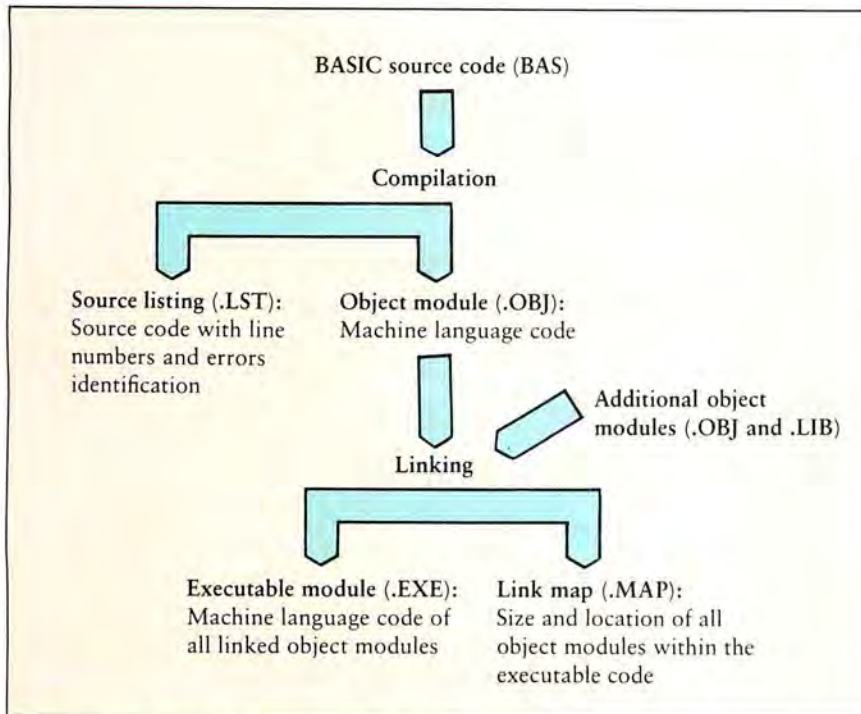 BASIC source code (BAS)
Compilation
Source listing (.LST):
Source code with line
numbers and errors
identification
Object module (.OBJ):
Machine language code
Additional object
modules (.OBJ and .LIB)
Linking
Executable module (.EXE):
Machine language code of
all linked object modules
Link map (.MAP):
Size and location of all
object modules within the
executable code